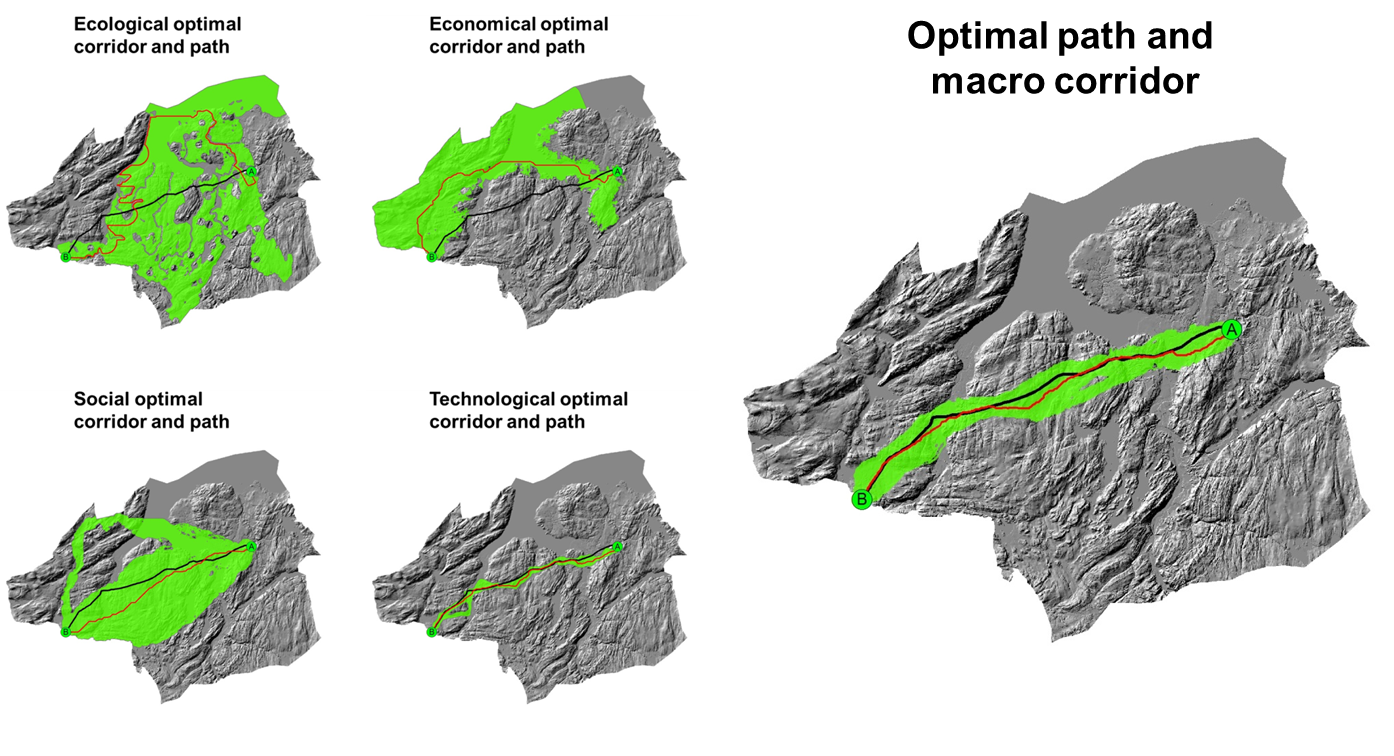 Ecological optimal
corridor and path
A
B
Economical optimal
corridor and path
A
B
Social optimal
corridor and path
A
B
Technological optimal
corridor and path
A
B
Optimal path and
macro corridor
A
B